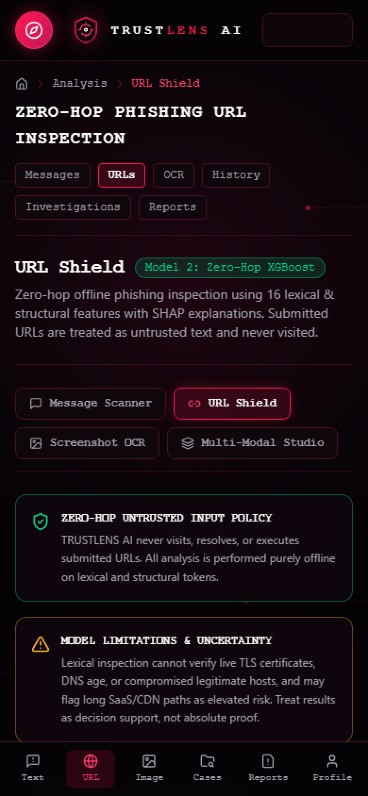 TRUSTLENS AI
Analysis
URL Shield
ZERO-HOP PHISHING URL
INSPECTION
Messages
URLs
OCR
History
Investigations
Reports
URL Shield
Model 2: Zero-Hop XGBoost
Zero-hop offline phishing inspection using 16 lexical &
structural features with SHAP explanations. Submitted
URLs are treated as untrusted text and never visited.
Message Scanner
URL Shield
Screenshot OCR
Multi-Modal Studio
ZERO-HOP UNTRUSTED INPUT POLICY
TRUSTLENS AI never visits, resolves, or executes
submitted URLs. All analysis is performed purely offline
on lexical and structural tokens.
MODEL LIMITATIONS & UNCERTAINTY
Lexical inspection cannot verify live TLS certificates,
DNS age, or compromised legitimate hosts, and may
flag long SaaS/CDN paths as elevated risk. Treat results
as decision support, not absolute proof.
Text
URL
Image
Cases
Reports
Profile